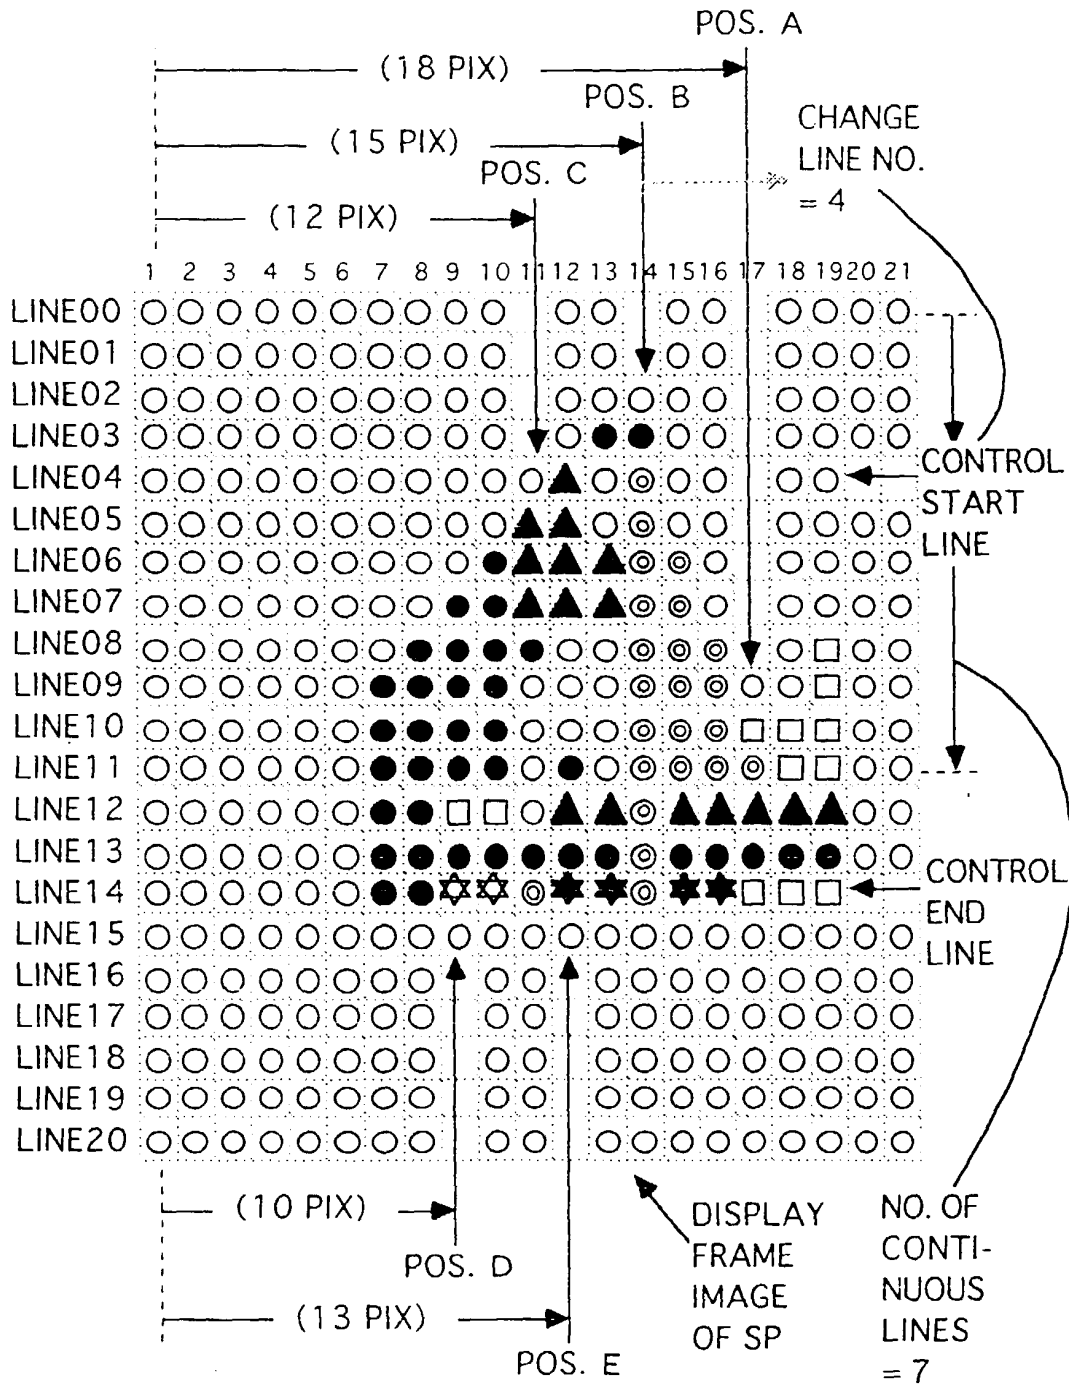 POS. A
(18 PIX)
POS. B
CHANGE
LINE NO.
= 4
(15 PIX)
POS. C
(12 PIX)
1 2 3 4 5 6 7 8 9 10 11 12 13 14 15 16 17 18 19 20 21
LINE00
LINE01
LINE02
LINE03
LINE04
CONTROL
START
LINE
LINE05
LINE06
LINE07
LINE08
LINE09
LINE10
LINE11
LINE12
LINE13
LINE14
CONTROL
END
LINE
LINE15
LINE16
LINE17
LINE18
LINE19
LINE20
(10 PIX)
POS. D
(13 PIX)
POS. E
DISPLAY
FRAME
IMAGE
OF SP
NO. OF
CONTI-
NUOUS
LINES
= 7